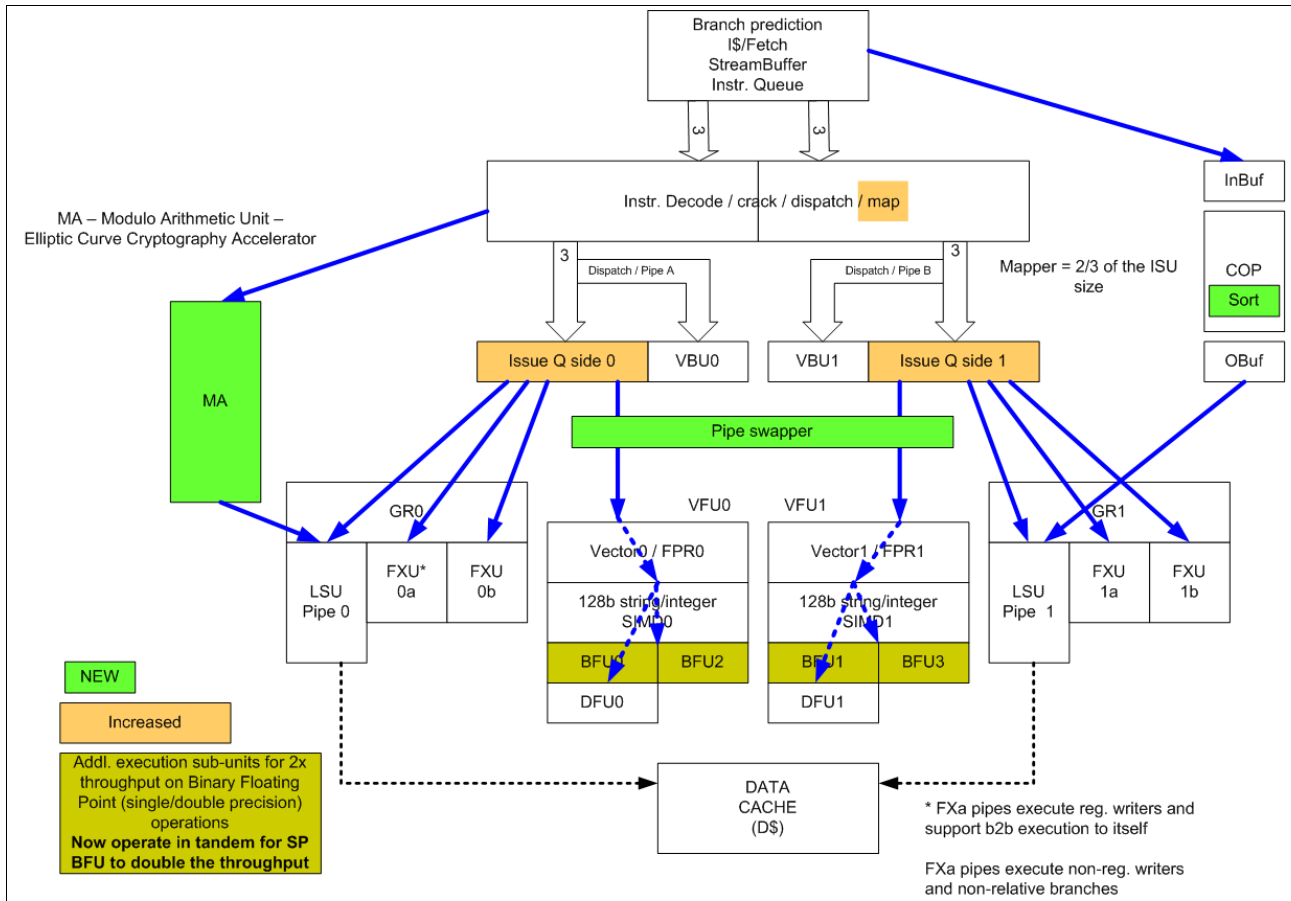 Branch prediction
I$/Fetch
StreamBuffer
Instr. Queue
3
3
InBuf
Instr. Decode / crack / dispatch / map
MA – Modulo Arithmetic Unit –
Elliptic Curve Cryptography Accelerator
3
3
Dispatch / Pipe A
Dispatch / Pipe B
Mapper = 2/3 of the ISU
size
COP
Sort
Issue Q side 0
VBU0
VBU1
Issue Q side 1
OBuf
MA
Pipe swapper
GR0
VFU0
VFU1
GR1
LSU
Pipe 0
FXU*
0a
FXU
0b
Vector0 / FPR0
128b string/integer
SIMD0
BFU0
BFU2
DFU0
Vector1 / FPR1
128b string/integer
SIMD1
BFU1
BFU3
DFU1
LSU
Pipe 1
FXU
1a
FXU
1b
NEW
Increased
Addl. execution sub-units for 2x
throughput on Binary Floating
Point (single/double precision)
operations
Now operate in tandem for SP
BFU to double the throughput
DATA
CACHE
(D$)
* FXa pipes execute reg. writers and
support b2b execution to itself
FXa pipes execute non-reg. writers
and non-relative branches